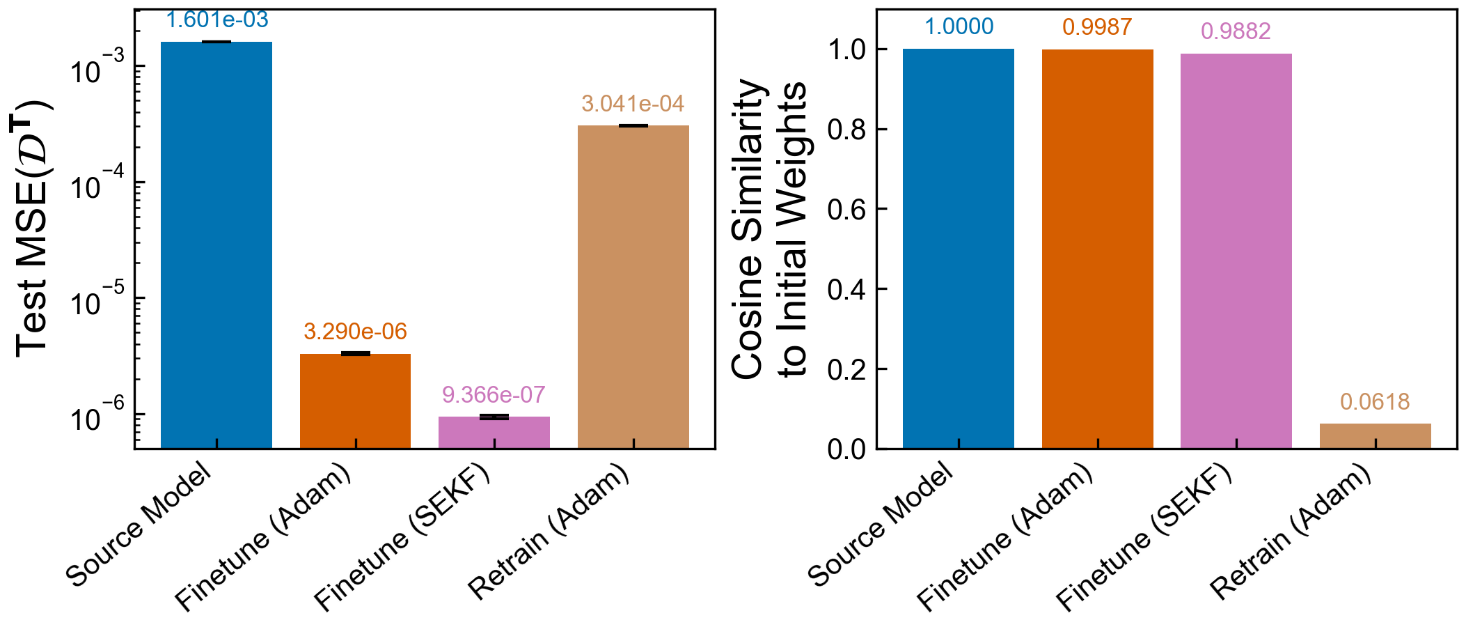 Test MSE(𝒟ᵀ)
10⁻³
10⁻⁴
10⁻⁵
10⁻⁶
1.601e-03
3.290e-06
9.366e-07
3.041e-04
Source Model
Finetune (Adam)
Finetune (SEKF)
Retrain (Adam)
Cosine Similarity
to Initial Weights
1.0
0.8
0.6
0.4
0.2
0.0
1.0000
0.9987
0.9882
0.0618
Source Model
Finetune (Adam)
Finetune (SEKF)
Retrain (Adam)